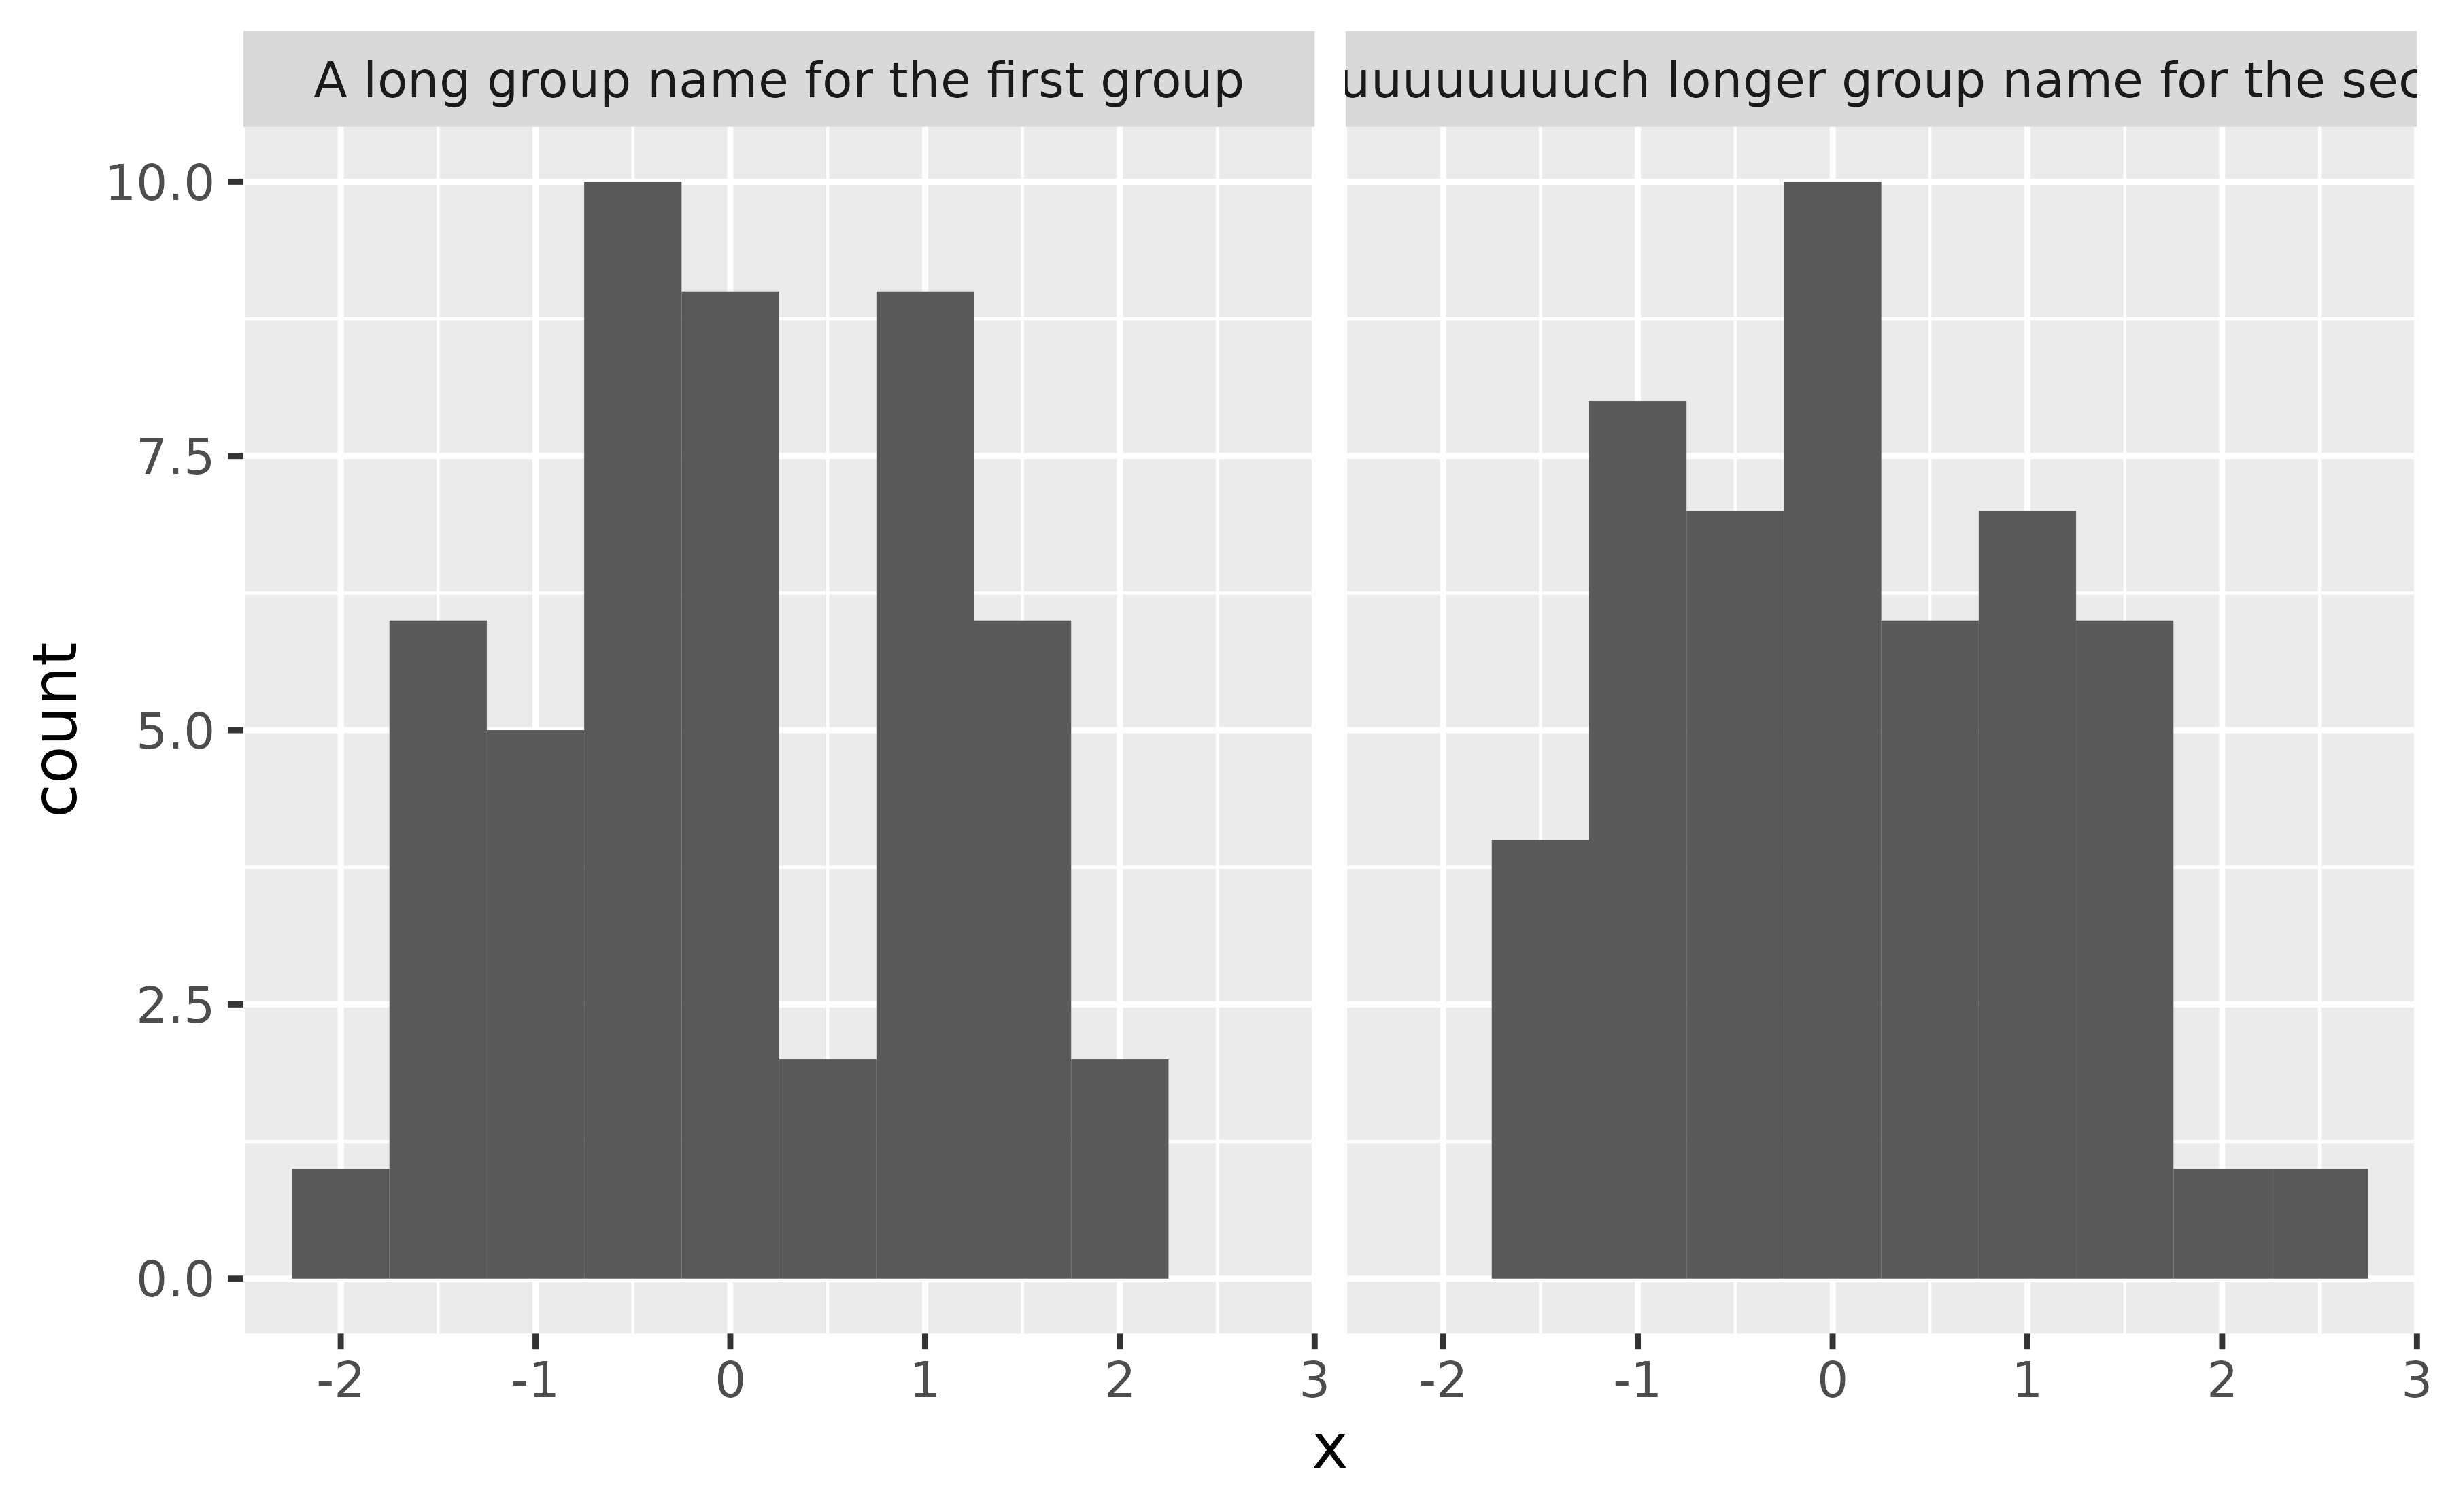 A long group name for the first group
uuuuuuuuuch longer group name for the sec
10.0
7.5
5.0
2.5
0.0
count
-2 -1 0 1 2 3
-2 -1 0 1 2 3
x